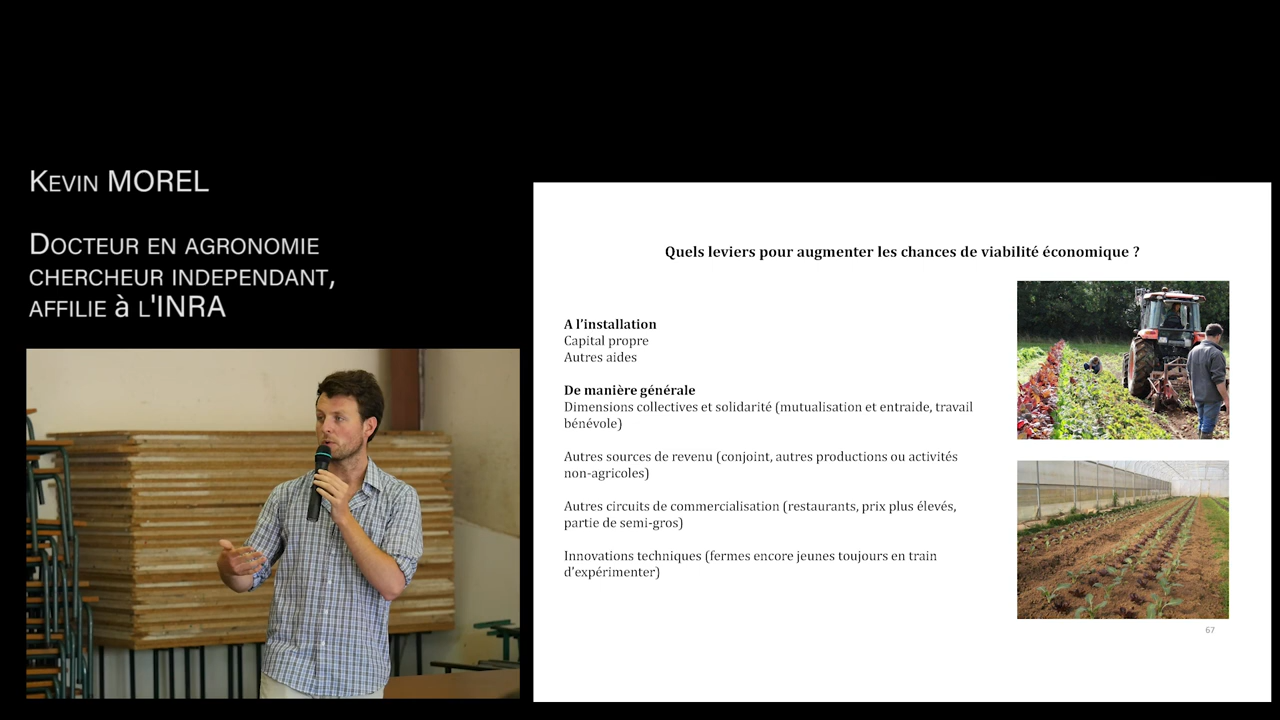 Kevin MOREL
Docteur en agronomie
chercheur independant,
affilie à l'INRA
Quels leviers pour augmenter les chances de viabilité économique ?
A l'installation
Capital propre
Autres aides
De manière générale
Dimensions collectives et solidarité (mutualisation et entraide, travail
bénévole)
Autres sources de revenu (conjoint, autres productions ou activités
non-agricoles)
Autres circuits de commercialisation (restaurants, prix plus élevés,
partie de semi-gros)
Innovations techniques (fermes encore jeunes toujours en train
d'expérimenter)
67